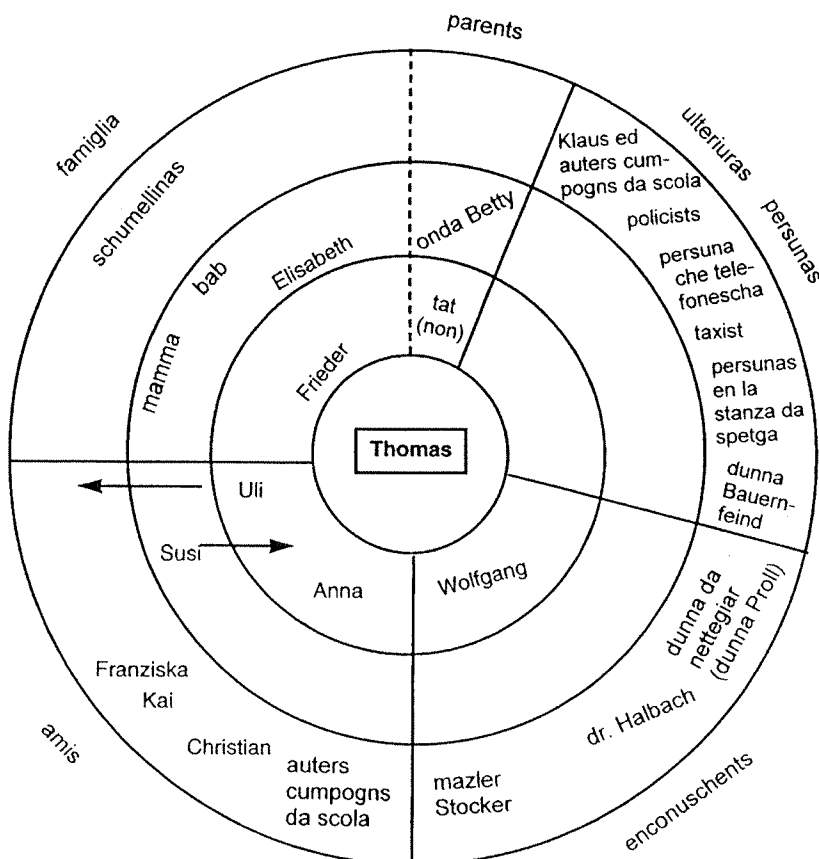 parents
famiglia
schumellinas
mamma
bab
Elisabeth
Frieder
onda Betty
tat
(non)
ulteriuras persunas
Klaus ed
auters cum-
pogns da scola
policists
persuna
che tele-
fonescha
taxist
persunas
en la
stanza da
spetga
dunna
Bauern-
feind
Thomas
Uli
Susi
Anna
Franziska
Kai
Christian
auters
cumpogns
da scola
amis
Wolfgang
dunna da
nettegiar
(dunna Proll)
dr. Halbach
mazler
Stocker
enconuschents